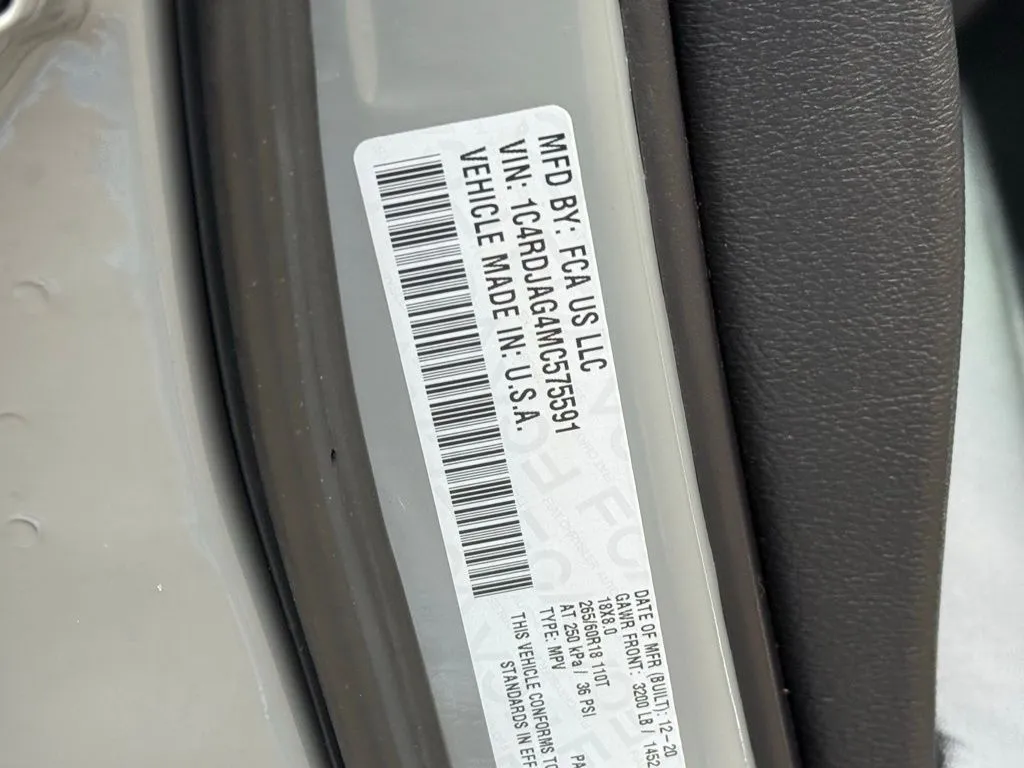 MFD BY: FCA US LLC
VIN: 1C4RDJAG4MC575591
VEHICLE MADE IN: U.S.A.
DATE OF MFR (BUILT): 12-20
GAWR FRONT: 3200 LB / 1452
18X8.0
265/60R18 110T
AT 250 kPa / 36 PSI
TYPE: MPV
THIS VEHICLE CONFORMS TO
STANDARDS IN EFF